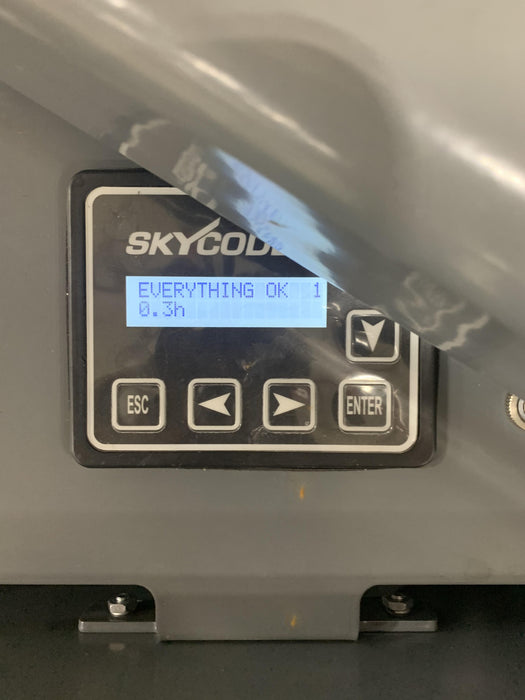 SKYCODE
EVERYTHING OK 1
0.3h
ESC
ENTER